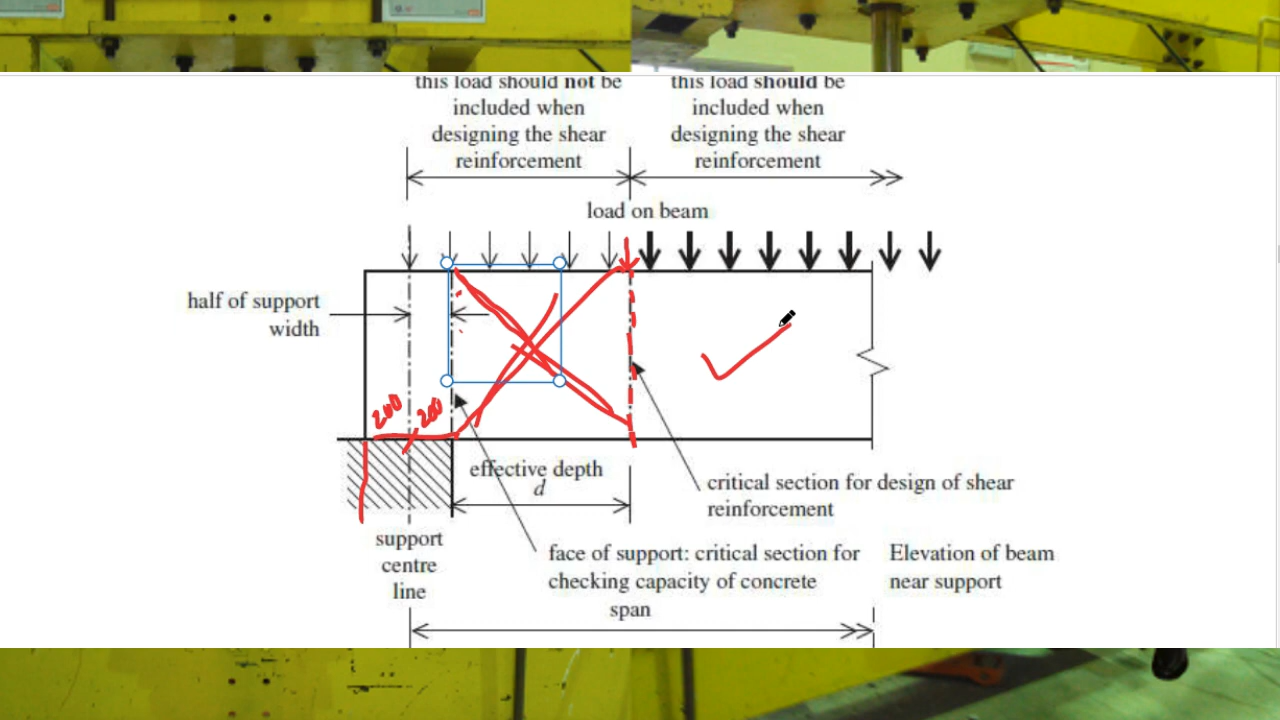 this load should not be
included when
designing the shear
reinforcement
this load should be
included when
designing the shear
reinforcement
load on beam
half of support
width
200
200
effective depth
d
critical section for design of shear
reinforcement
support
centre
line
face of support: critical section for
checking capacity of concrete
span
Elevation of beam
near support